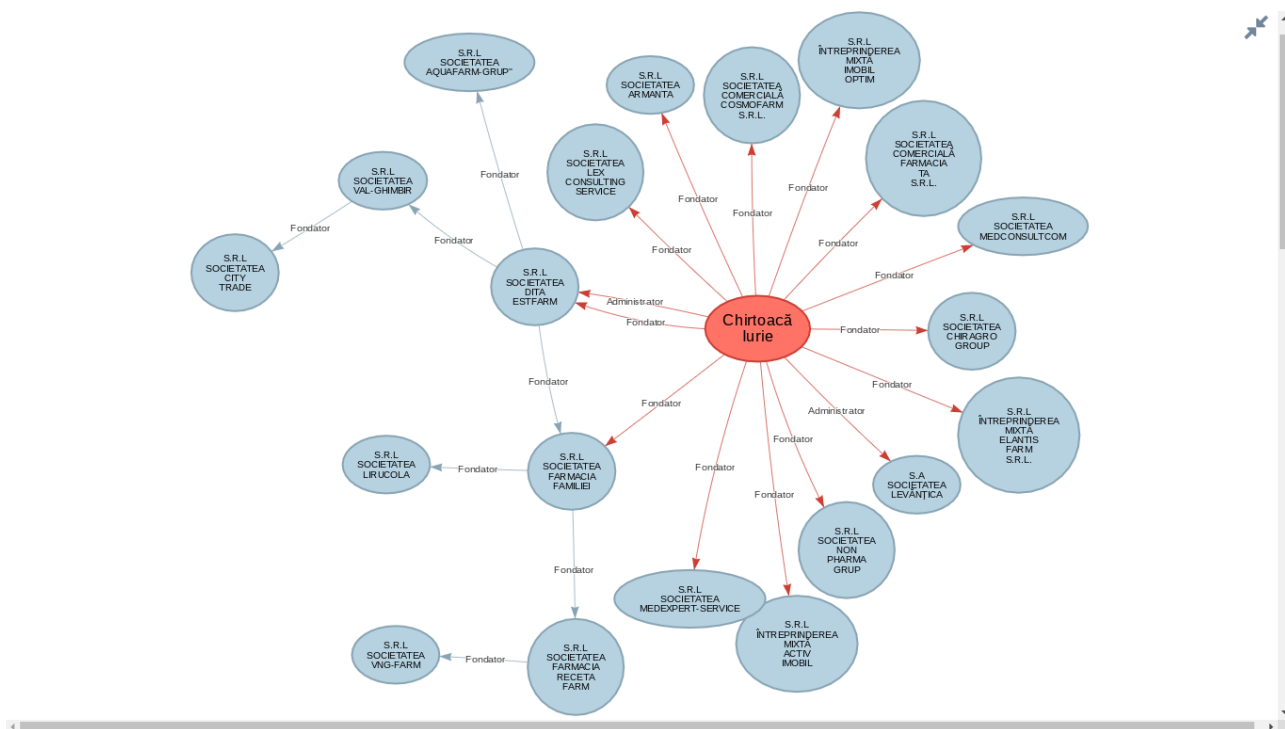 S.R.L
SOCIETATEA
AQUAFARM-GRUP"
S.R.L
SOCIETATEA
ARMANTA
S.R.L
SOCIETATEA
COMERCIALĂ
COSMOFARM
S.R.L.
S.R.L
ÎNTREPRINDEREA
MIXTĂ
IMOBIL
OPTIM
S.R.L
SOCIETATEA
COMERCIALĂ
FARMACIA
TA
S.R.L.
S.R.L
SOCIETATEA
LEX
CONSULTING
SERVICE
S.R.L
SOCIETATEA
VAL-GHIMBIR
Fondator
Fondator
Fondator
Fondator
S.R.L
SOCIETATEA
MEDCONSULTCOM
Fondator
Fondator
Fondator
Fondator
S.R.L
SOCIETATEA
CITY
TRADE
S.R.L
SOCIETATEA
DITA
ESTFARM
Fondator
Administrator
Fondator
Chirtoacă
Iurie
Fondator
S.R.L
SOCIETATEA
CHIRAGRO
GROUP
Fondator
Fondator
Fondator
Administrator
S.R.L
ÎNTREPRINDEREA
MIXTĂ
ELANTIS
FARM
S.R.L.
S.R.L
SOCIETATEA
LIRUCOLA
Fondator
S.R.L
SOCIETATEA
FARMACIA
FAMILIEI
Fondator
Fondator
Fondator
S.A
SOCIETATEA
LEVĂNŢICA
S.R.L
SOCIETATEA
NON
PHARMA
GRUP
Fondator
S.R.L
SOCIETATEA
MEDEXPERT-SERVICE
S.R.L
ÎNTREPRINDEREA
MIXTĂ
ACTIV
IMOBIL
S.R.L
SOCIETATEA
VNG-FARM
Fondator
S.R.L
SOCIETATEA
FARMACIA
RECETA
FARM